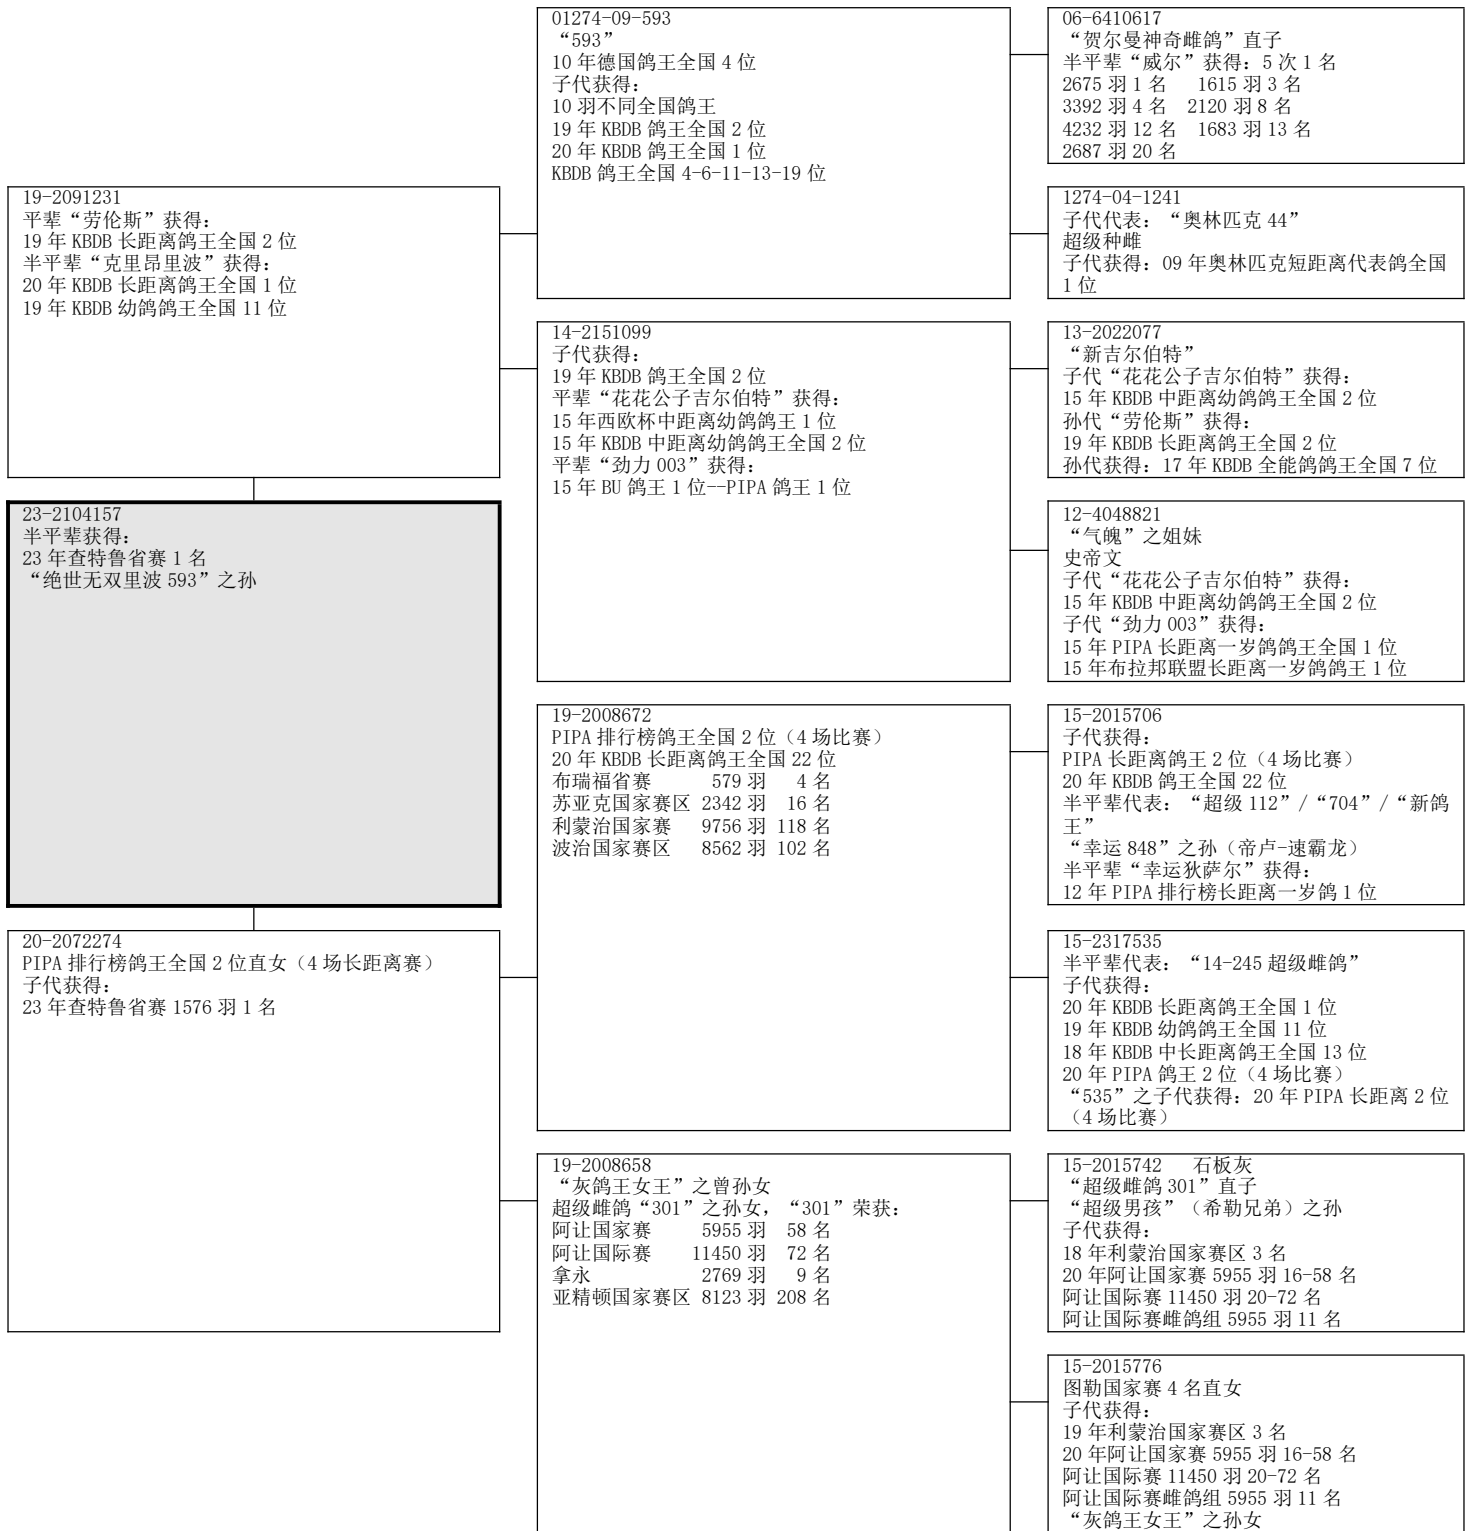 01274-09-593
“593”
10 年德国鸽王全国 4 位
子代获得：
10 羽不同全国鸽王
19 年 KBDB 鸽王全国 2 位
20 年 KBDB 鸽王全国 1 位
KBDB 鸽王全国 4-6-11-13-19 位
06-6410617
“贺尔曼神奇雌鸽”直子
半平辈“威尔”获得：5 次 1 名
2675 羽 1 名 1615 羽 3 名
3392 羽 4 名 2120 羽 8 名
4232 羽 12 名 1683 羽 13 名
2687 羽 20 名
19-2091231
平辈“劳伦斯”获得：
19 年 KBDB 长距离鸽王全国 2 位
半平辈“克里昂里波”获得：
20 年 KBDB 长距离鸽王全国 1 位
19 年 KBDB 幼鸽鸽王全国 11 位
1274-04-1241
子代代表：“奥林匹克 44”
超级种雌
子代获得：09 年奥林匹克短距离代表鸽全国
1 位
14-2151099
子代获得：
19 年 KBDB 鸽王全国 2 位
平辈“花花公子吉尔伯特”获得：
15 年西欧杯中距离幼鸽鸽王 1 位
15 年 KBDB 中距离幼鸽鸽王全国 2 位
平辈“劲力 003”获得：
15 年 BU 鸽王 1 位--PIPA 鸽王 1 位
13-2022077
“新吉尔伯特”
子代“花花公子吉尔伯特”获得：
15 年 KBDB 中距离幼鸽鸽王全国 2 位
孙代“劳伦斯”获得：
19 年 KBDB 长距离鸽王全国 2 位
孙代获得：17 年 KBDB 全能鸽鸽王全国 7 位
23-2104157
半平辈获得：
23 年查特鲁省赛 1 名
“绝世无双里波 593”之孙
12-4048821
“气魄”之姐妹
史帝文
子代“花花公子吉尔伯特”获得：
15 年 KBDB 中距离幼鸽鸽王全国 2 位
子代“劲力 003”获得：
15 年 PIPA 长距离一岁鸽鸽王全国 1 位
15 年布拉邦联盟长距离一岁鸽鸽王 1 位
19-2008672
PIPA 排行榜鸽王全国 2 位（4 场比赛）
20 年 KBDB 长距离鸽王全国 22 位
布瑞福省赛 579 羽 4 名
苏亚克国家赛区 2342 羽 16 名
利蒙治国家赛 9756 羽 118 名
波治国家赛区 8562 羽 102 名
15-2015706
子代获得：
PIPA 长距离鸽王 2 位（4 场比赛）
20 年 KBDB 鸽王全国 22 位
半平辈代表：“超级 112”/“704”/“新鸽
王”
“幸运 848”之孙（帝卢-速霸龙）
半平辈“幸运狄萨尔”获得：
12 年 PIPA 排行榜长距离一岁鸽 1 位
20-2072274
PIPA 排行榜鸽王全国 2 位直女（4 场长距离赛）
子代获得：
23 年查特鲁省赛 1576 羽 1 名
15-2317535
半平辈代表：“14-245 超级雌鸽”
子代获得：
20 年 KBDB 长距离鸽王全国 1 位
19 年 KBDB 幼鸽鸽王全国 11 位
18 年 KBDB 中长距离鸽王全国 13 位
20 年 PIPA 鸽王 2 位（4 场比赛）
“535”之子代获得：20 年 PIPA 长距离 2 位
（4 场比赛）
19-2008658
“灰鸽王女王”之曾孙女
超级雌鸽“301”之孙女，“301”荣获：
阿让国家赛 5955 羽 58 名
阿让国际赛 11450 羽 72 名
拿永 2769 羽 9 名
亚精顿国家赛区 8123 羽 208 名
15-2015742 石板灰
“超级雌鸽 301”直子
“超级男孩”（希勒兄弟）之孙
子代获得：
18 年利蒙治国家赛区 3 名
20 年阿让国家赛 5955 羽 16-58 名
阿让国际赛 11450 羽 20-72 名
阿让国际赛雌鸽组 5955 羽 11 名
15-2015776
图勒国家赛 4 名直女
子代获得：
19 年利蒙治国家赛区 3 名
20 年阿让国家赛 5955 羽 16-58 名
阿让国际赛 11450 羽 20-72 名
阿让国际赛雌鸽组 5955 羽 11 名
“灰鸽王女王”之孙女